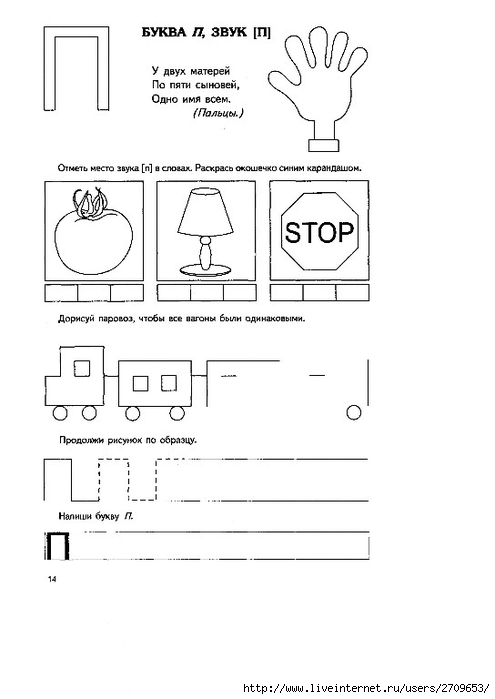 БУКВА П, ЗВУК [П]
У двух матерей
По пяти сыновей,
Одно имя всем.
(Пальцы.)
Отметь место звука [п] в словах. Раскрась окошечко синим карандашом.
STOP
Дорисуй паровоз, чтобы все вагоны были одинаковыми.
Продолжи рисунок по образцу.
Напиши букву П.
П
14
http://www.liveinternet.ru/users/2709653/